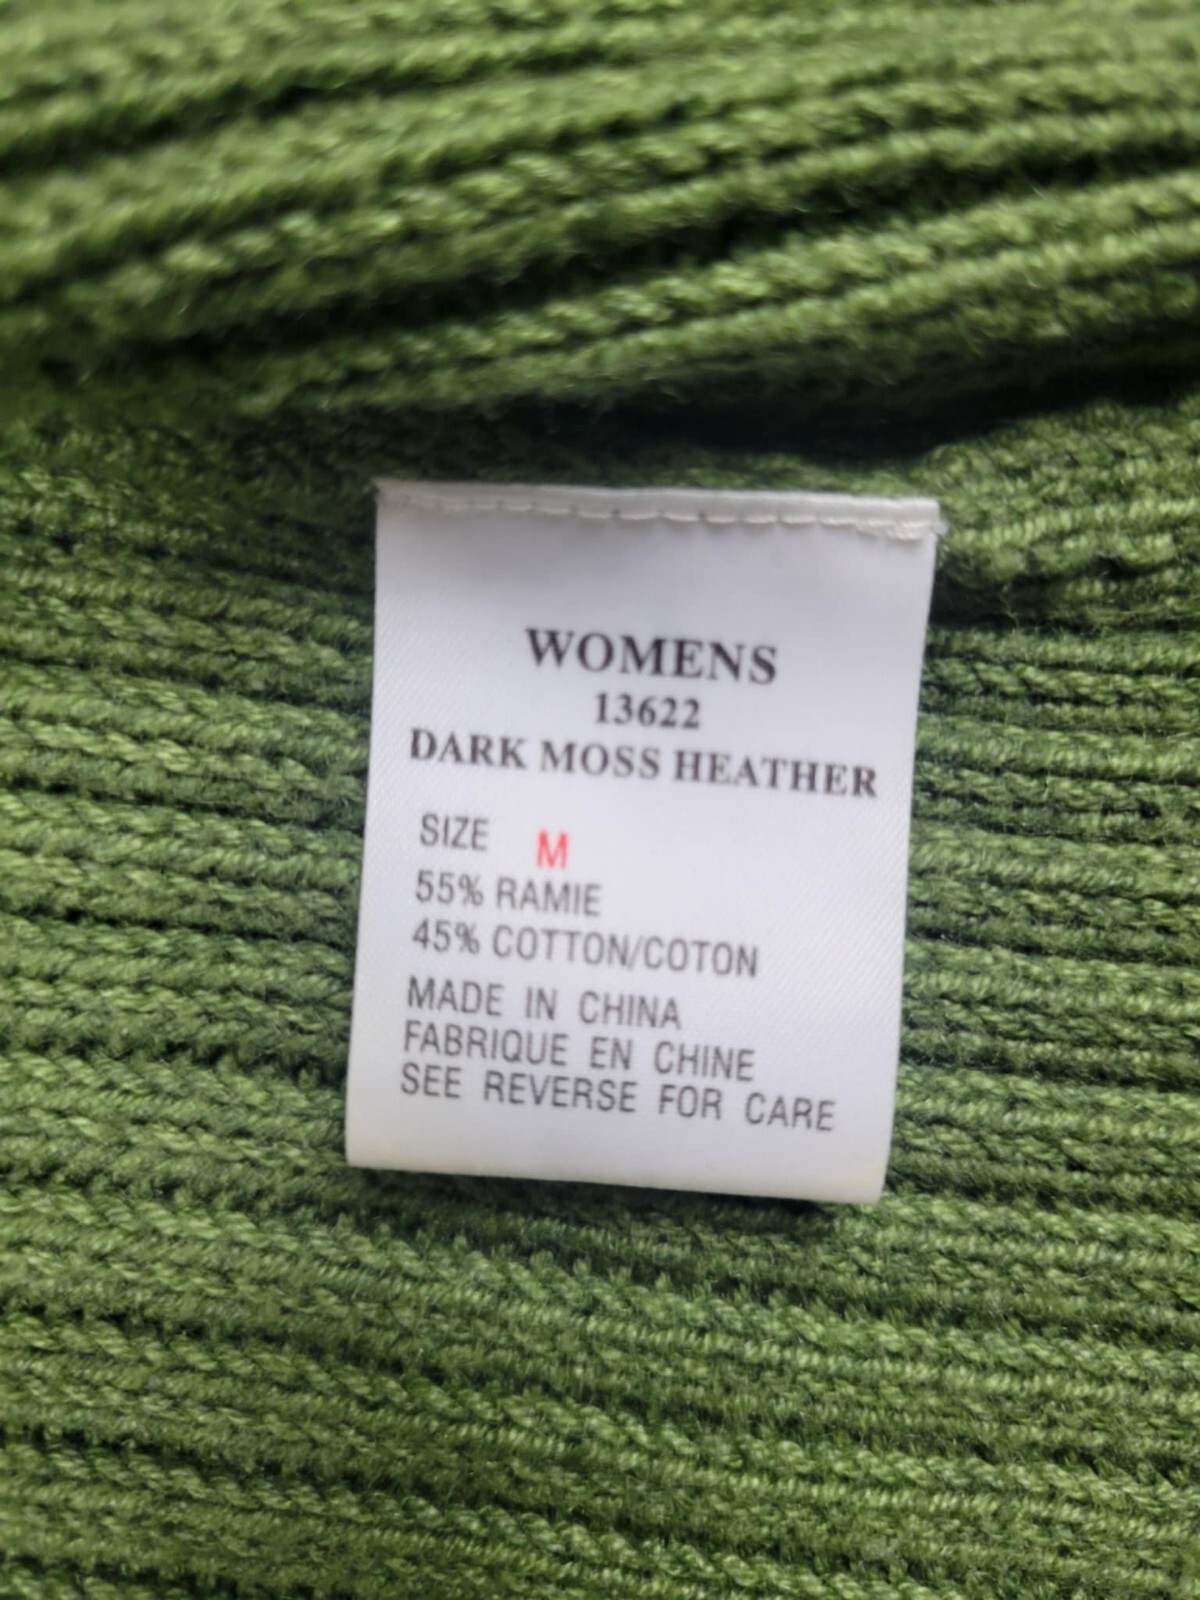 WOMENS
13622
DARK MOSS HEATHER
SIZE M
55% RAMIE
45% COTTON/COTON
MADE IN CHINA
FABRIQUE EN CHINE
SEE REVERSE FOR CARE